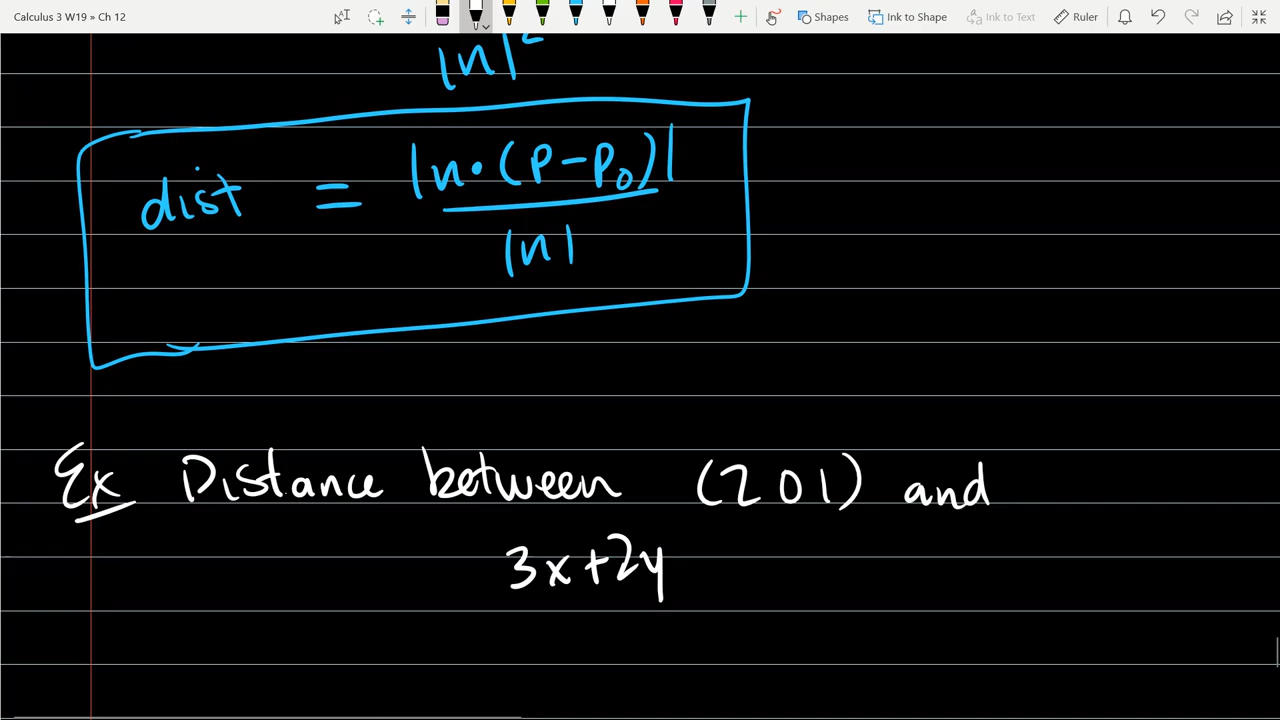 Calculus 3 W19 » Ch 12
Shapes Ink to Shape Ink to Text Ruler
|n|²
dist = |n•(p-p₀)|
|n|
Ex Distance between (2 0 1) and
3x+2y